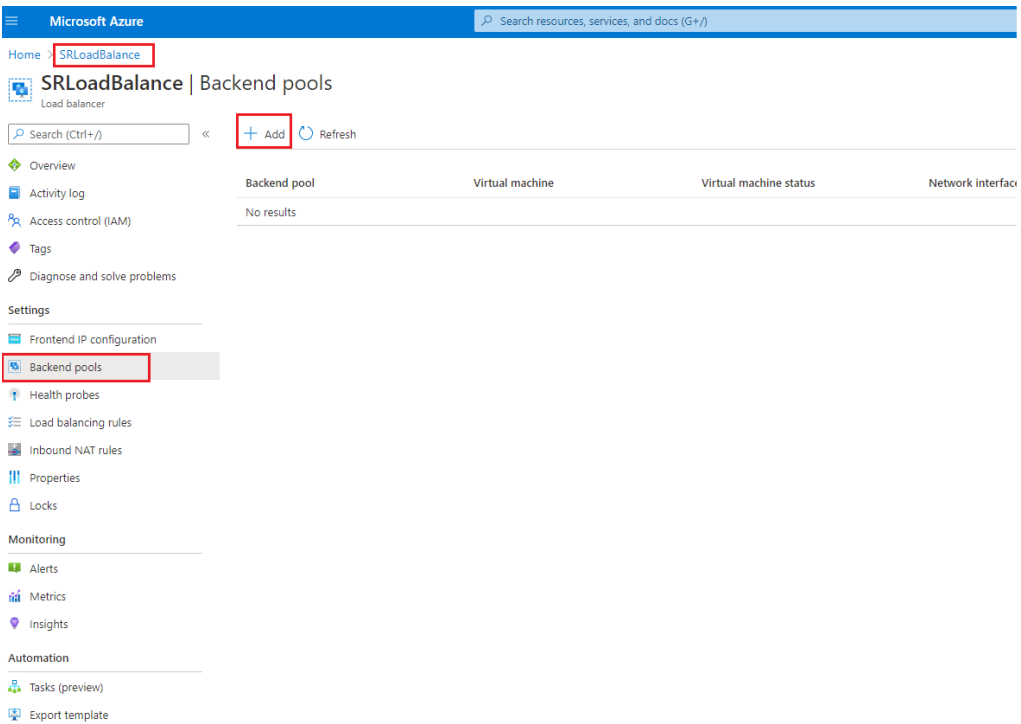 Microsoft Azure
Search resources, services, and docs (G+/)
Home > SRLoadBalance
SRLoadBalance | Backend pools
Load balancer
Search (Ctrl+/)
«
+ Add
Refresh
Overview
Activity log
Access control (IAM)
Tags
Diagnose and solve problems
Settings
Frontend IP configuration
Backend pools
Health probes
Load balancing rules
Inbound NAT rules
Properties
Locks
Monitoring
Alerts
Metrics
Insights
Automation
Tasks (preview)
Export template
Backend pool Virtual machine Virtual machine status Network interface
No results